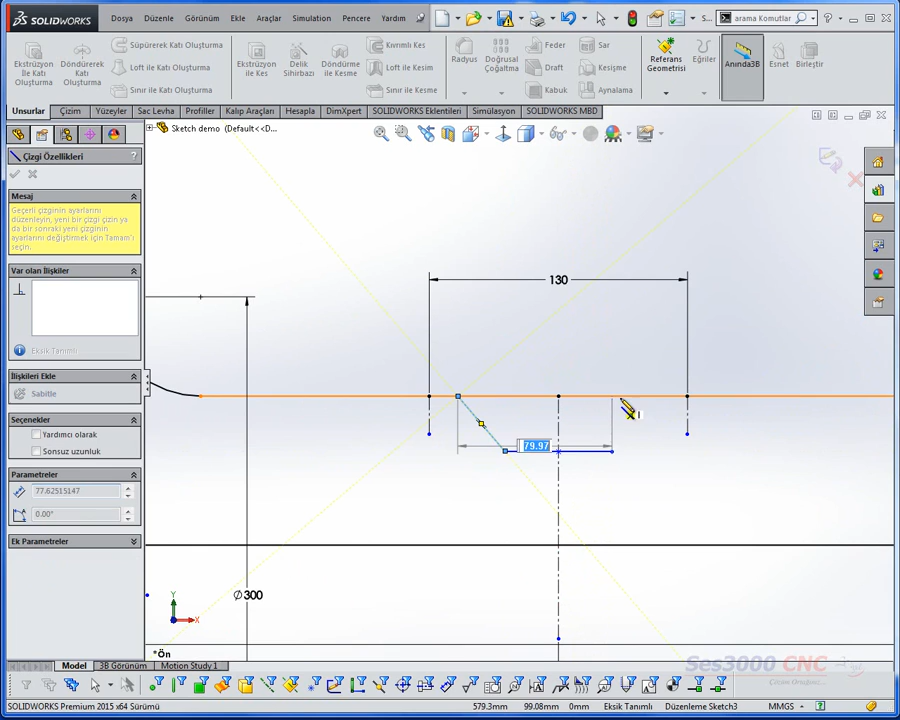 SOLIDWORKS
Dosya Düzenle Görünüm Ekle Araçlar Simulation Pencere Yardım
S... arama Komutlar
Ekstrüzyon İle Katı Oluşturma
Döndürerek Katı Oluşturma
Süpürerek Katı Oluşturma
Loft ile Katı Oluşturma
Sınır ile Katı Oluşturma
Ekstrüzyon ile Kes
Delik Sihirbazı
Döndürme ile Kesme
Kıvrımlı Kes
Loft ile Kesim
Sınır ile Kesme
Radyus
Doğrusal Çoğaltma
Feder
Draft
Kabuk
Sar
Kesişme
Aynalama
Referans Geometrisi
Eğriler
Anında3B
Esnet
Birleştir
Unsurlar Çizim Yüzeyler Sac Levha Profiller Kalıp Araçları Hesapla DimXpert SOLIDWORKS Eklentileri Simülasyon SOLIDWORKS MBD
Sketch demo (Default<<D...
Çizgi Özellikleri ?
Mesaj
Geçerli çizginin ayarlarını
düzenleyin, yeni bir çizgi çizin ya
da bir sonraki yeni çizginin
ayarlarını değiştirmek için Tamam'ı
seçin.
Var olan İlişkiler
Eksik Tanımlı
İlişkileri Ekle
Sabitle
Seçenekler
Yardımcı olarak
Sonsuz uzunluk
Parametreler
77.62515147
0.00°
Ek Parametreler
130
79.97
Ø300
Y
X
*Ön
Ses3000 CNC
Model 3B Görünüm Motion Study 1
SOLIDWORKS Premium 2015 x64 Sürümü 579.3mm 99.08mm 0mm Eksik Tanımlı Düzenleme Sketch3 MMGS